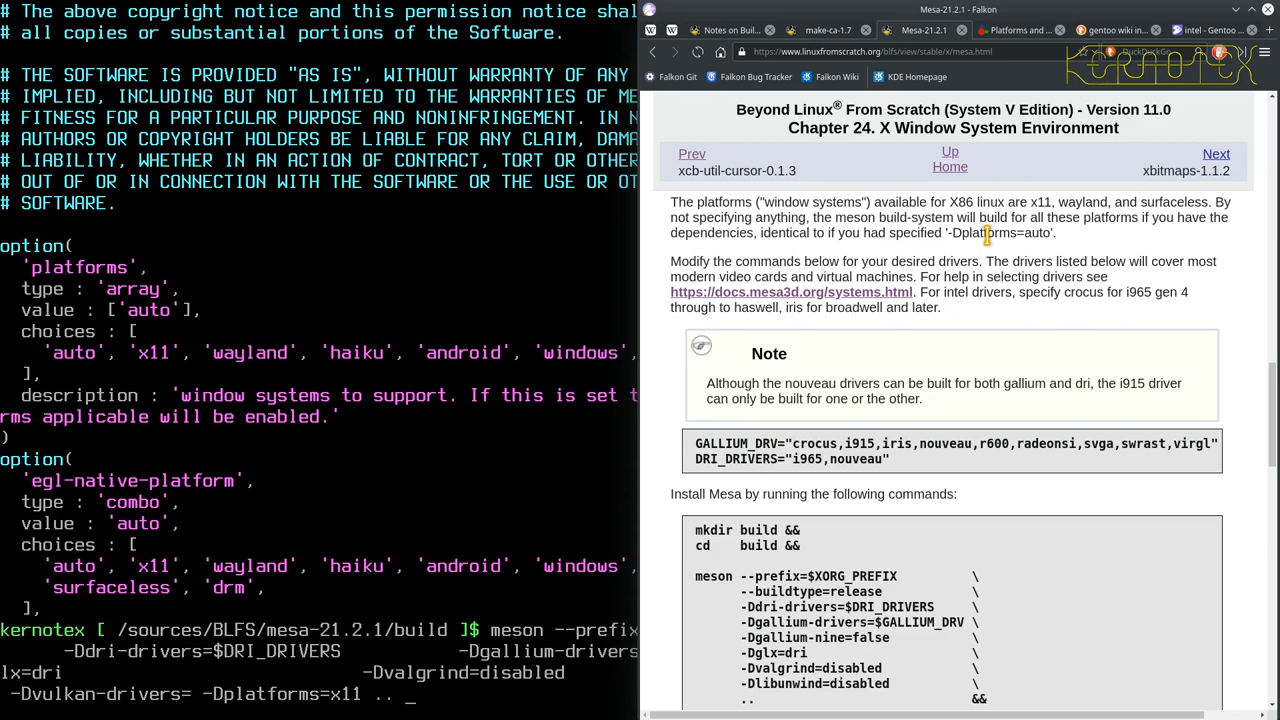 # The above copyright notice and this permission notice shal
# all copies or substantial portions of the Software.
# THE SOFTWARE IS PROVIDED "AS IS", WITHOUT WARRANTY OF ANY
# IMPLIED, INCLUDING BUT NOT LIMITED TO THE WARRANTIES OF ME
# FITNESS FOR A PARTICULAR PURPOSE AND NONINFRINGEMENT. IN N
# AUTHORS OR COPYRIGHT HOLDERS BE LIABLE FOR ANY CLAIM, DAMA
# LIABILITY, WHETHER IN AN ACTION OF CONTRACT, TORT OR OTHER
# OUT OF OR IN CONNECTION WITH THE SOFTWARE OR THE USE OR OT
# SOFTWARE.
option(
'platforms',
type : 'array',
value : ['auto'],
choices : [
'auto', 'x11', 'wayland', 'haiku', 'android', 'windows',
],
description : 'window systems to support. If this is set t
rms applicable will be enabled.'
)
option(
'egl-native-platform',
type : 'combo',
value : 'auto',
choices : [
'auto', 'x11', 'wayland', 'haiku', 'android', 'windows',
'surfaceless', 'drm',
],
kernotex [ /sources/BLFS/mesa-21.2.1/build ]$ meson --prefix
-Ddri-drivers=$DRI_DRIVERS -Dgallium-drivers
lx=dri -Dvalgrind=disabled
-Dvulkan-drivers= -Dplatforms=x11 .. _
Mesa-21.2.1 - Falkon
Notes on Buil...
make-ca-1.7
Mesa-21.2.1
Platforms and ...
gentoo wiki in...
intel - Gentoo ...
https://www.linuxfromscratch.org/blfs/view/stable/x/mesa.html
DuckDuckGo
kernotex
Falkon Git
Falkon Bug Tracker
Falkon Wiki
KDE Homepage
Beyond Linux® From Scratch (System V Edition) - Version 11.0
Chapter 24. X Window System Environment
Prev Up Next
xcb-util-cursor-0.1.3 Home xbitmaps-1.1.2
The platforms ("window systems") available for X86 linux are x11, wayland, and surfaceless. By
not specifying anything, the meson build-system will build for all these platforms if you have the
dependencies, identical to if you had specified '-Dplatforms=auto'.
Modify the commands below for your desired drivers. The drivers listed below will cover most
modern video cards and virtual machines. For help in selecting drivers see
https://docs.mesa3d.org/systems.html. For intel drivers, specify crocus for i965 gen 4
through to haswell, iris for broadwell and later.
Note
Although the nouveau drivers can be built for both gallium and dri, the i915 driver
can only be built for one or the other.
GALLIUM_DRV="crocus,i915,iris,nouveau,r600,radeonsi,svga,swrast,virgl"
DRI_DRIVERS="i965,nouveau"
Install Mesa by running the following commands:
mkdir build &&
cd build &&
meson --prefix=$XORG_PREFIX \
--buildtype=release \
-Ddri-drivers=$DRI_DRIVERS \
-Dgallium-drivers=$GALLIUM_DRV \
-Dgallium-nine=false \
-Dglx=dri \
-Dvalgrind=disabled \
-Dlibunwind=disabled \
.. &&